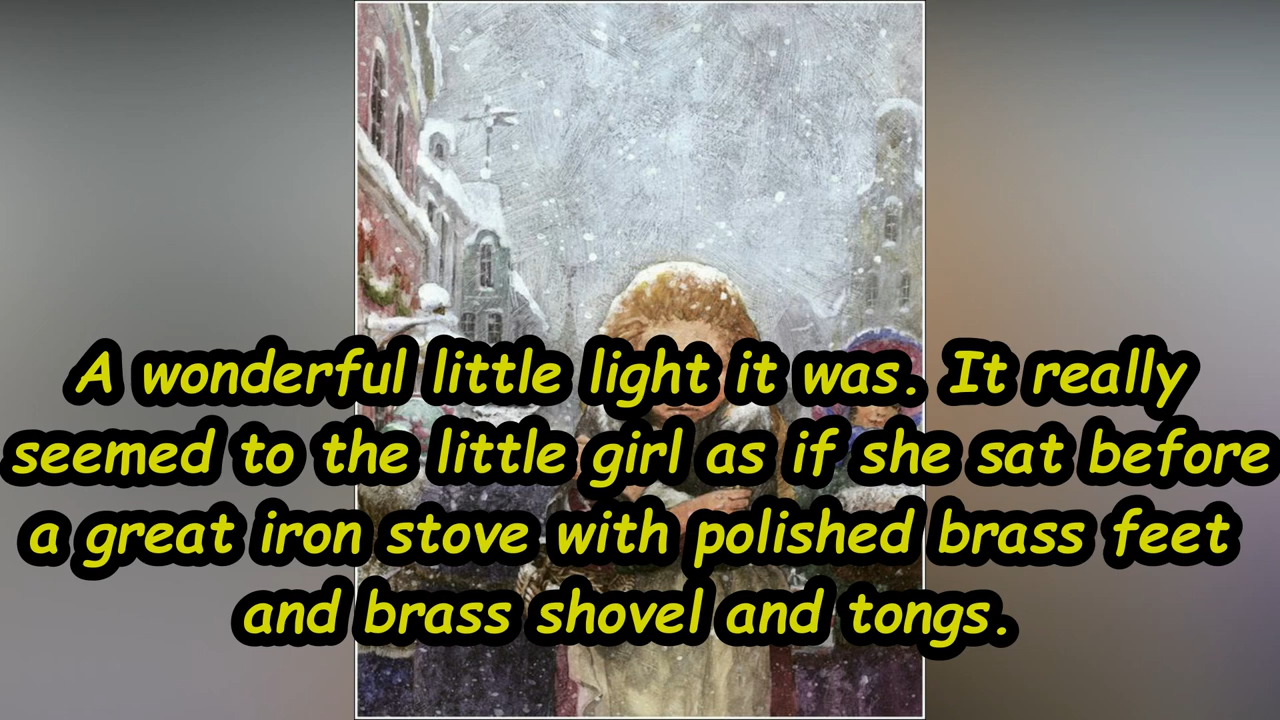 A wonderful little light it was. It really
seemed to the little girl as if she sat before
a great iron stove with polished brass feet
and brass shovel and tongs.